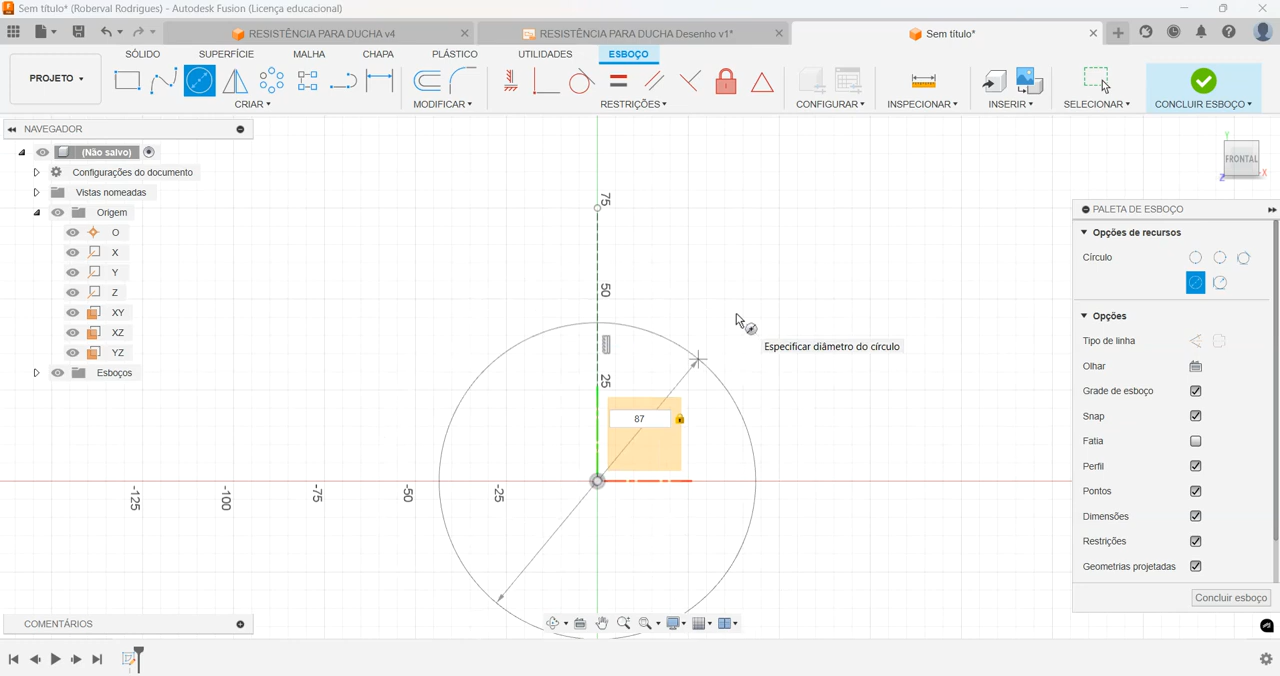 Sem título* (Roberval Rodrigues) - Autodesk Fusion (Licença educacional)
RESISTÊNCIA PARA DUCHA v4
RESISTÊNCIA PARA DUCHA Desenho v1*
Sem título*
SÓLIDO
SUPERFÍCIE
MALHA
CHAPA
PLÁSTICO
UTILIDADES
ESBOÇO
PROJETO
CRIAR
MODIFICAR
RESTRIÇÕES
CONFIGURAR
INSPECIONAR
INSERIR
SELECIONAR
CONCLUIR ESBOÇO
NAVEGADOR
(Não salvo)
Configurações do documento
Vistas nomeadas
Origem
O
X
Y
Z
XY
XZ
YZ
Esboços
75
50
25
-125
-100
-75
-50
-25
87
Especificar diâmetro do círculo
Y
FRONTAL
X
Z
PALETA DE ESBOÇO
Opções de recursos
Círculo
Opções
Tipo de linha
Olhar
Grade de esboço
Snap
Fatia
Perfil
Pontos
Dimensões
Restrições
Geometrias projetadas
Concluir esboço
COMENTÁRIOS